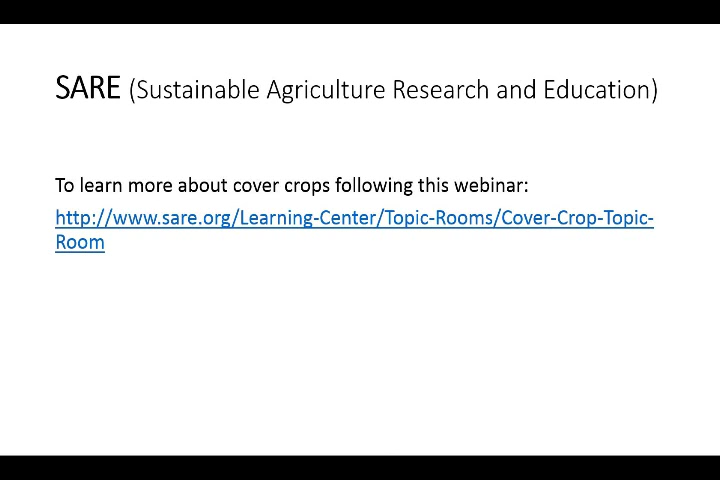 SARE (Sustainable Agriculture Research and Education)
To learn more about cover crops following this webinar:
http://www.sare.org/Learning-Center/Topic-Rooms/Cover-Crop-Topic-
Room